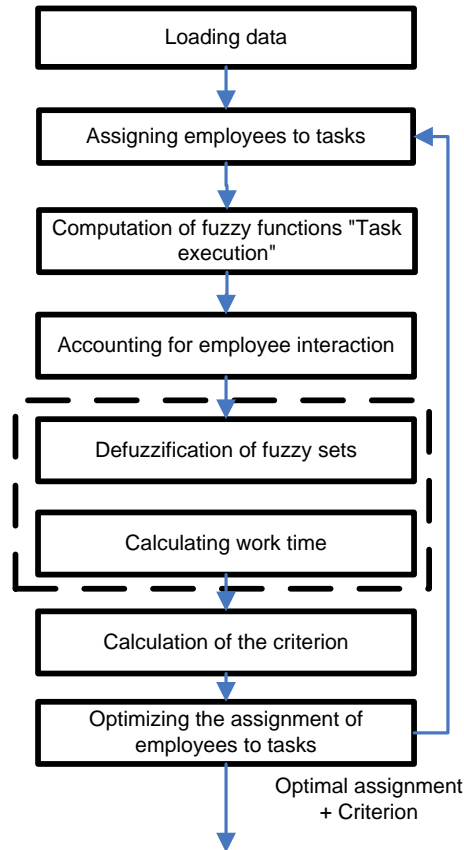 Loading data
Assigning employees to tasks
Computation of fuzzy functions "Task
execution"
Accounting for employee interaction
Defuzzification of fuzzy sets
Calculating work time
Calculation of the criterion
Optimizing the assignment of
employees to tasks
Optimal assignment
+ Criterion